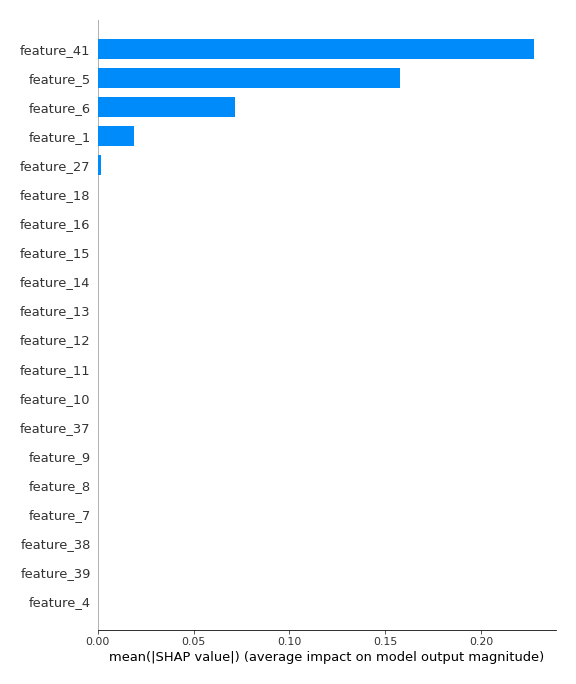 feature_41
feature_5
feature_6
feature_1
feature_27
feature_18
feature_16
feature_15
feature_14
feature_13
feature_12
feature_11
feature_10
feature_37
feature_9
feature_8
feature_7
feature_38
feature_39
feature_4
0.00 0.05 0.10 0.15 0.20
mean(|SHAP value|) (average impact on model output magnitude)